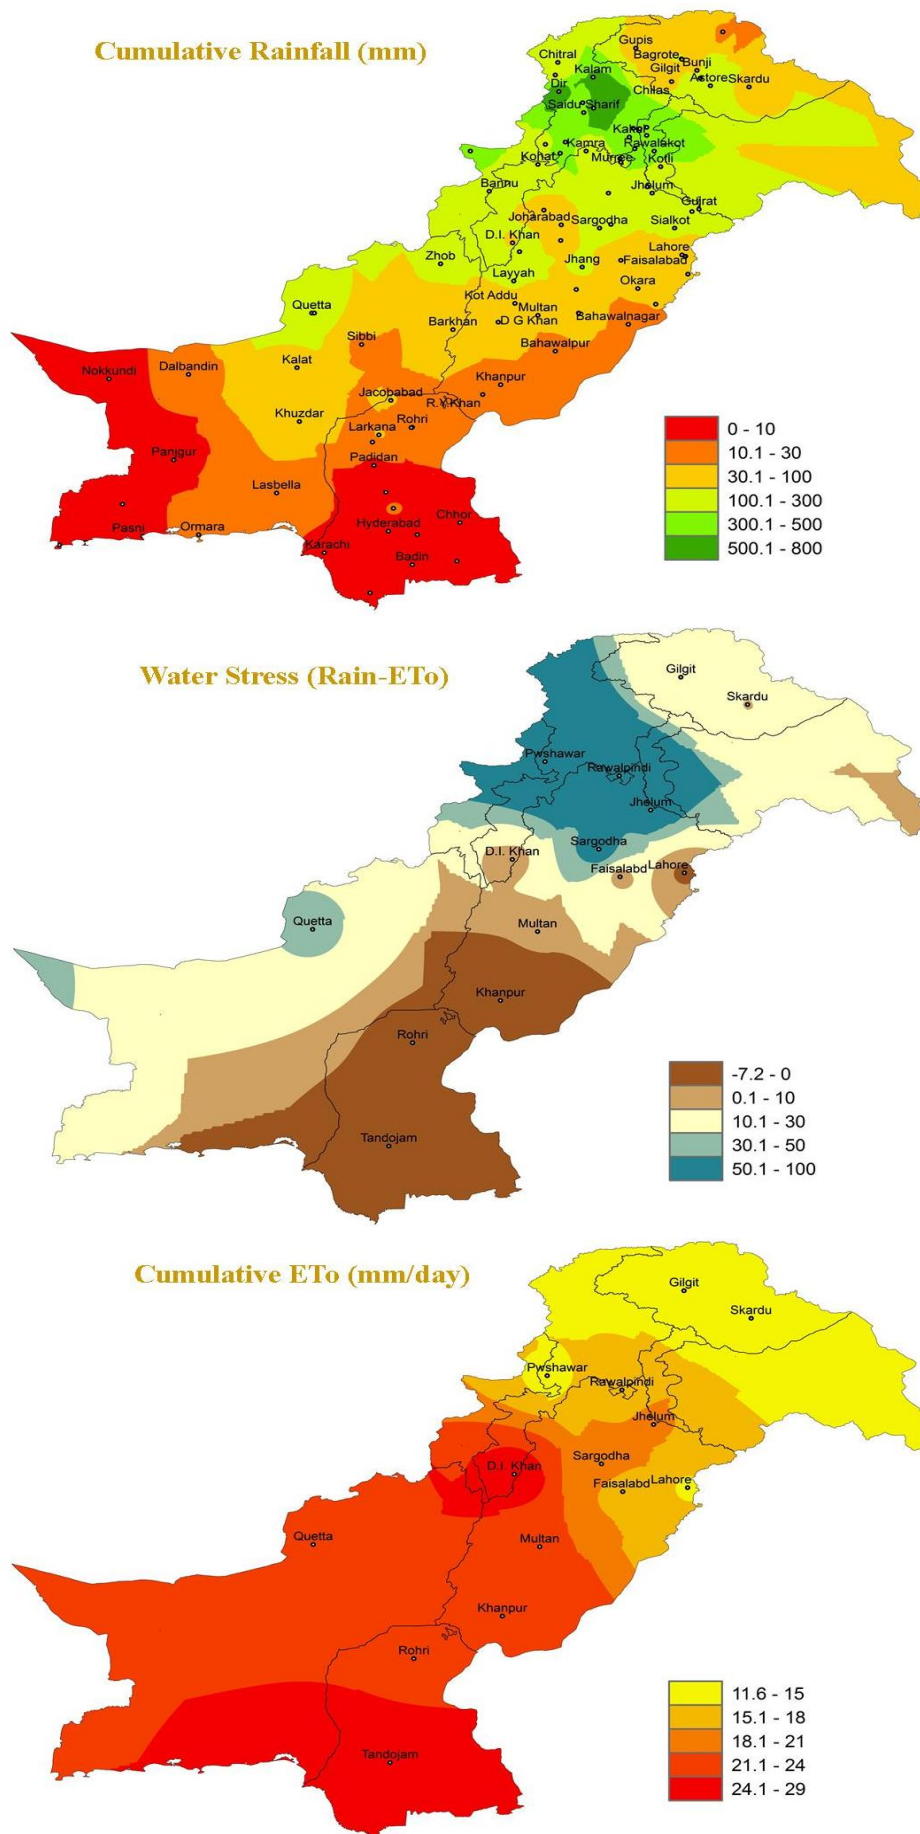 Cumulative Rainfall (mm)
Gupis
Bagrote
Chitral
Bunji
Kalam
Gilgit
Astore
Skardu
Dir
Chilas
Saidu Sharif
Kakul
Kamra
Rawalakot
Kohat
Murree
Kotli
Bannu
Jhelum
Gujrat
Joharabad
Sargodha
Sialkot
D.I. Khan
Lahore
Zhob
Jhang
Faisalabad
Layyah
Okara
Kot Addu
Quetta
Multan
D G Khan
Bahawalnagar
Barkhan
Sibbi
Bahawalpur
Kalat
Nokkundi
Dalbandin
Khanpur
Jacobabad
R.Y.Khan
Khuzdar
Rohri
Larkana
Panjgur
Padidan
Lasbella
Pasni
Ormara
Hyderabad
Chhor
Karachi
Badin
0 - 10
10.1 - 30
30.1 - 100
100.1 - 300
300.1 - 500
500.1 - 800
Water Stress (Rain-ETo)
Gilgit
Skardu
Pwshawar
Rawalpindi
Jhelum
Sargodha
D.I. Khan
Faisalabd
Lahore
Quetta
Multan
Khanpur
Rohri
Tandojam
-7.2 - 0
0.1 - 10
10.1 - 30
30.1 - 50
50.1 - 100
Cumulative ETo (mm/day)
Gilgit
Skardu
Pwshawar
Rawalpindi
Jhelum
Sargodha
D.I. Khan
Faisalabd
Lahore
Quetta
Multan
Khanpur
Rohri
Tandojam
11.6 - 15
15.1 - 18
18.1 - 21
21.1 - 24
24.1 - 29